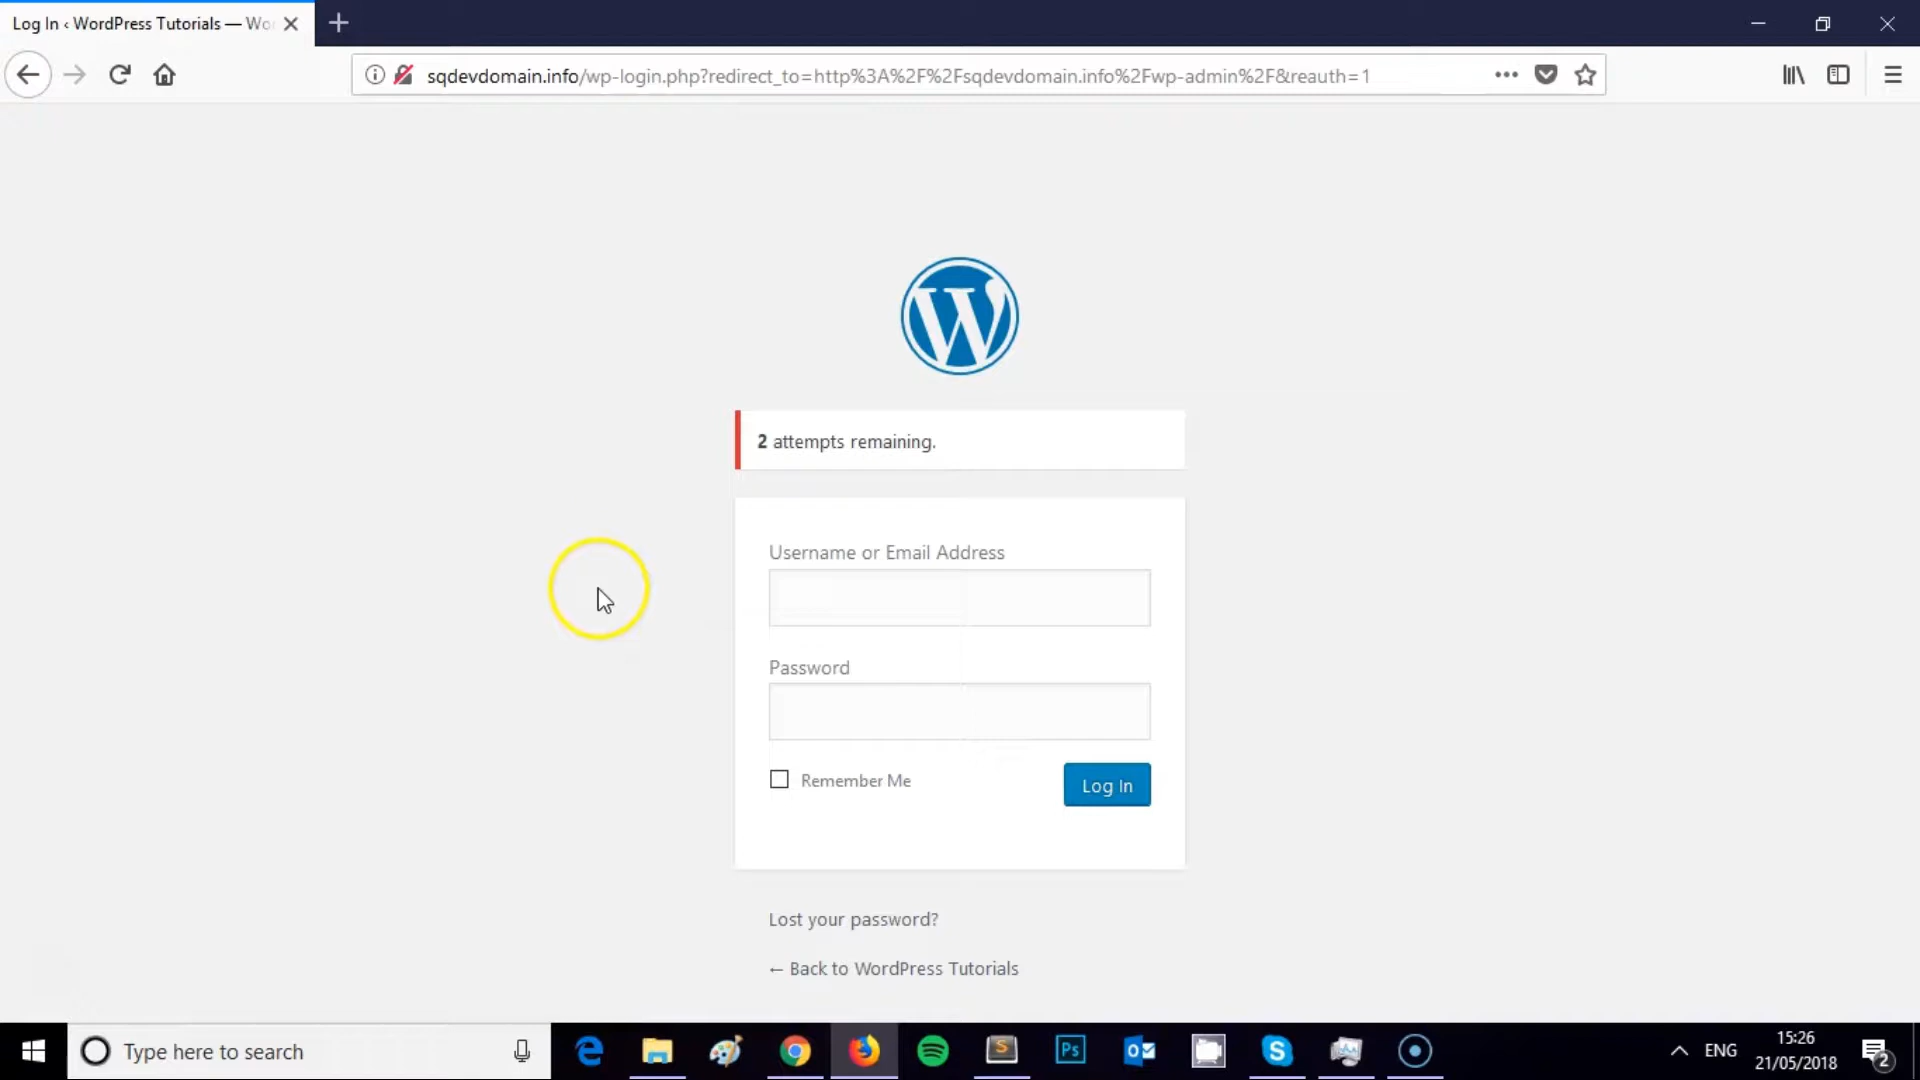 Log In ‹ WordPress Tutorials — Wo
sqdevdomain.info/wp-login.php?redirect_to=http%3A%2F%2Fsqdevdomain.info%2Fwp-admin%2F&reauth=1
2 attempts remaining.
Username or Email Address
Password
Remember Me
Log In
Lost your password?
← Back to WordPress Tutorials
Type here to search
S
Ps
ENG
15:26
21/05/2018
2